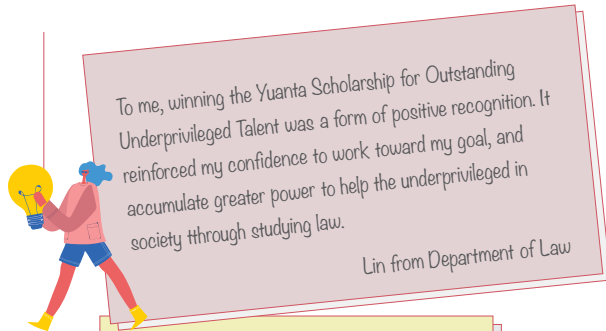 To me, winning the Yuanta Scholarship for Outstanding
Underprivileged Talent was a form of positive recognition. It
reinforced my confidence to work toward my goal, and
accumulate greater power to help the underprivileged in
society tthrough studying law.
Lin from Department of Law